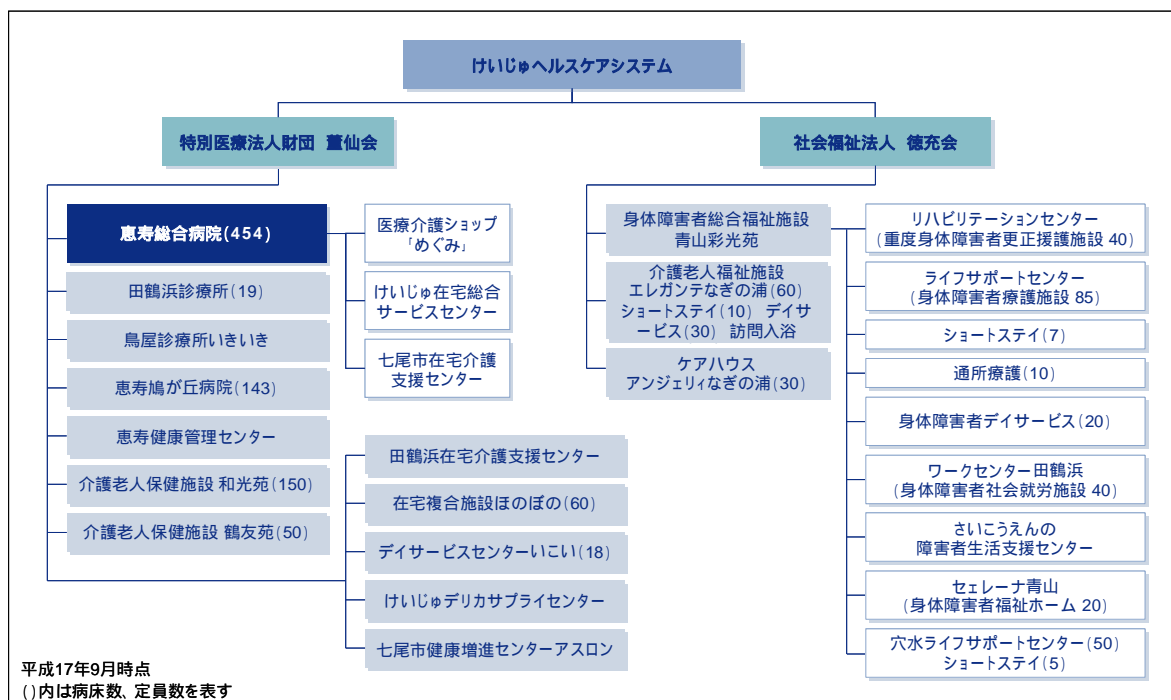 けいじゅヘルスケアシステム
特別医療法人財団 董仙会
恵寿総合病院(454)
田鶴浜診療所(19)
鳥屋診療所いきいき
恵寿鳩が丘病院(143)
恵寿健康管理センター
介護老人保健施設 和光苑(150)
介護老人保健施設 鶴友苑(50)
医療介護ショップ
「めぐみ」
けいじゅ在宅総合
サービスセンター
七尾市在宅介護
支援センター
田鶴浜在宅介護支援センター
在宅複合施設ほのぼの(60)
デイサービスセンターいこい(18)
けいじゅデリカサプライセンター
七尾市健康増進センターアスロン
社会福祉法人 徳充会
身体障害者総合福祉施設
青山彩光苑
介護老人福祉施設
エレガンテなぎの浦(60)
ショートステイ(10) デイサ
ービス(30) 訪問入浴
ケアハウス
アンジェリィなぎの浦(30)
リハビリテーションセンター
(重度身体障害者更正援護施設 40)
ライフサポートセンター
(身体障害者療護施設 85)
ショートステイ(7)
通所療護(10)
身体障害者デイサービス(20)
ワークセンター田鶴浜
(身体障害者社会就労施設 40)
さいこうえんの
障害者生活支援センター
セェレーナ青山
(身体障害者福祉ホーム 20)
穴水ライフサポートセンター(50)
ショートステイ(5)
平成17年9月時点
()内は病床数、定員数を表す